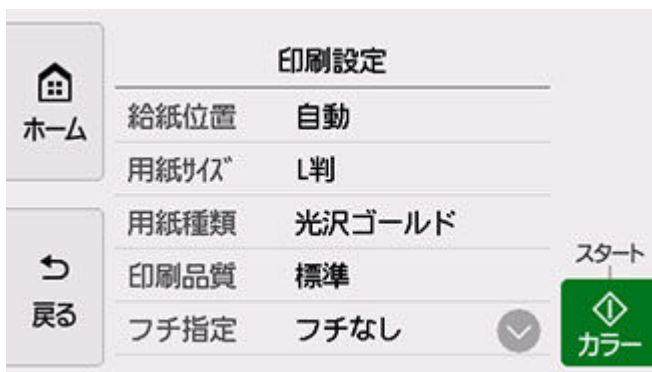 印刷設定
ホーム
給紙位置 自動
用紙サイズ L判
用紙種類 光沢ゴールド
印刷品質 標準
フチ指定 フチなし
戻る
スタート
カラー